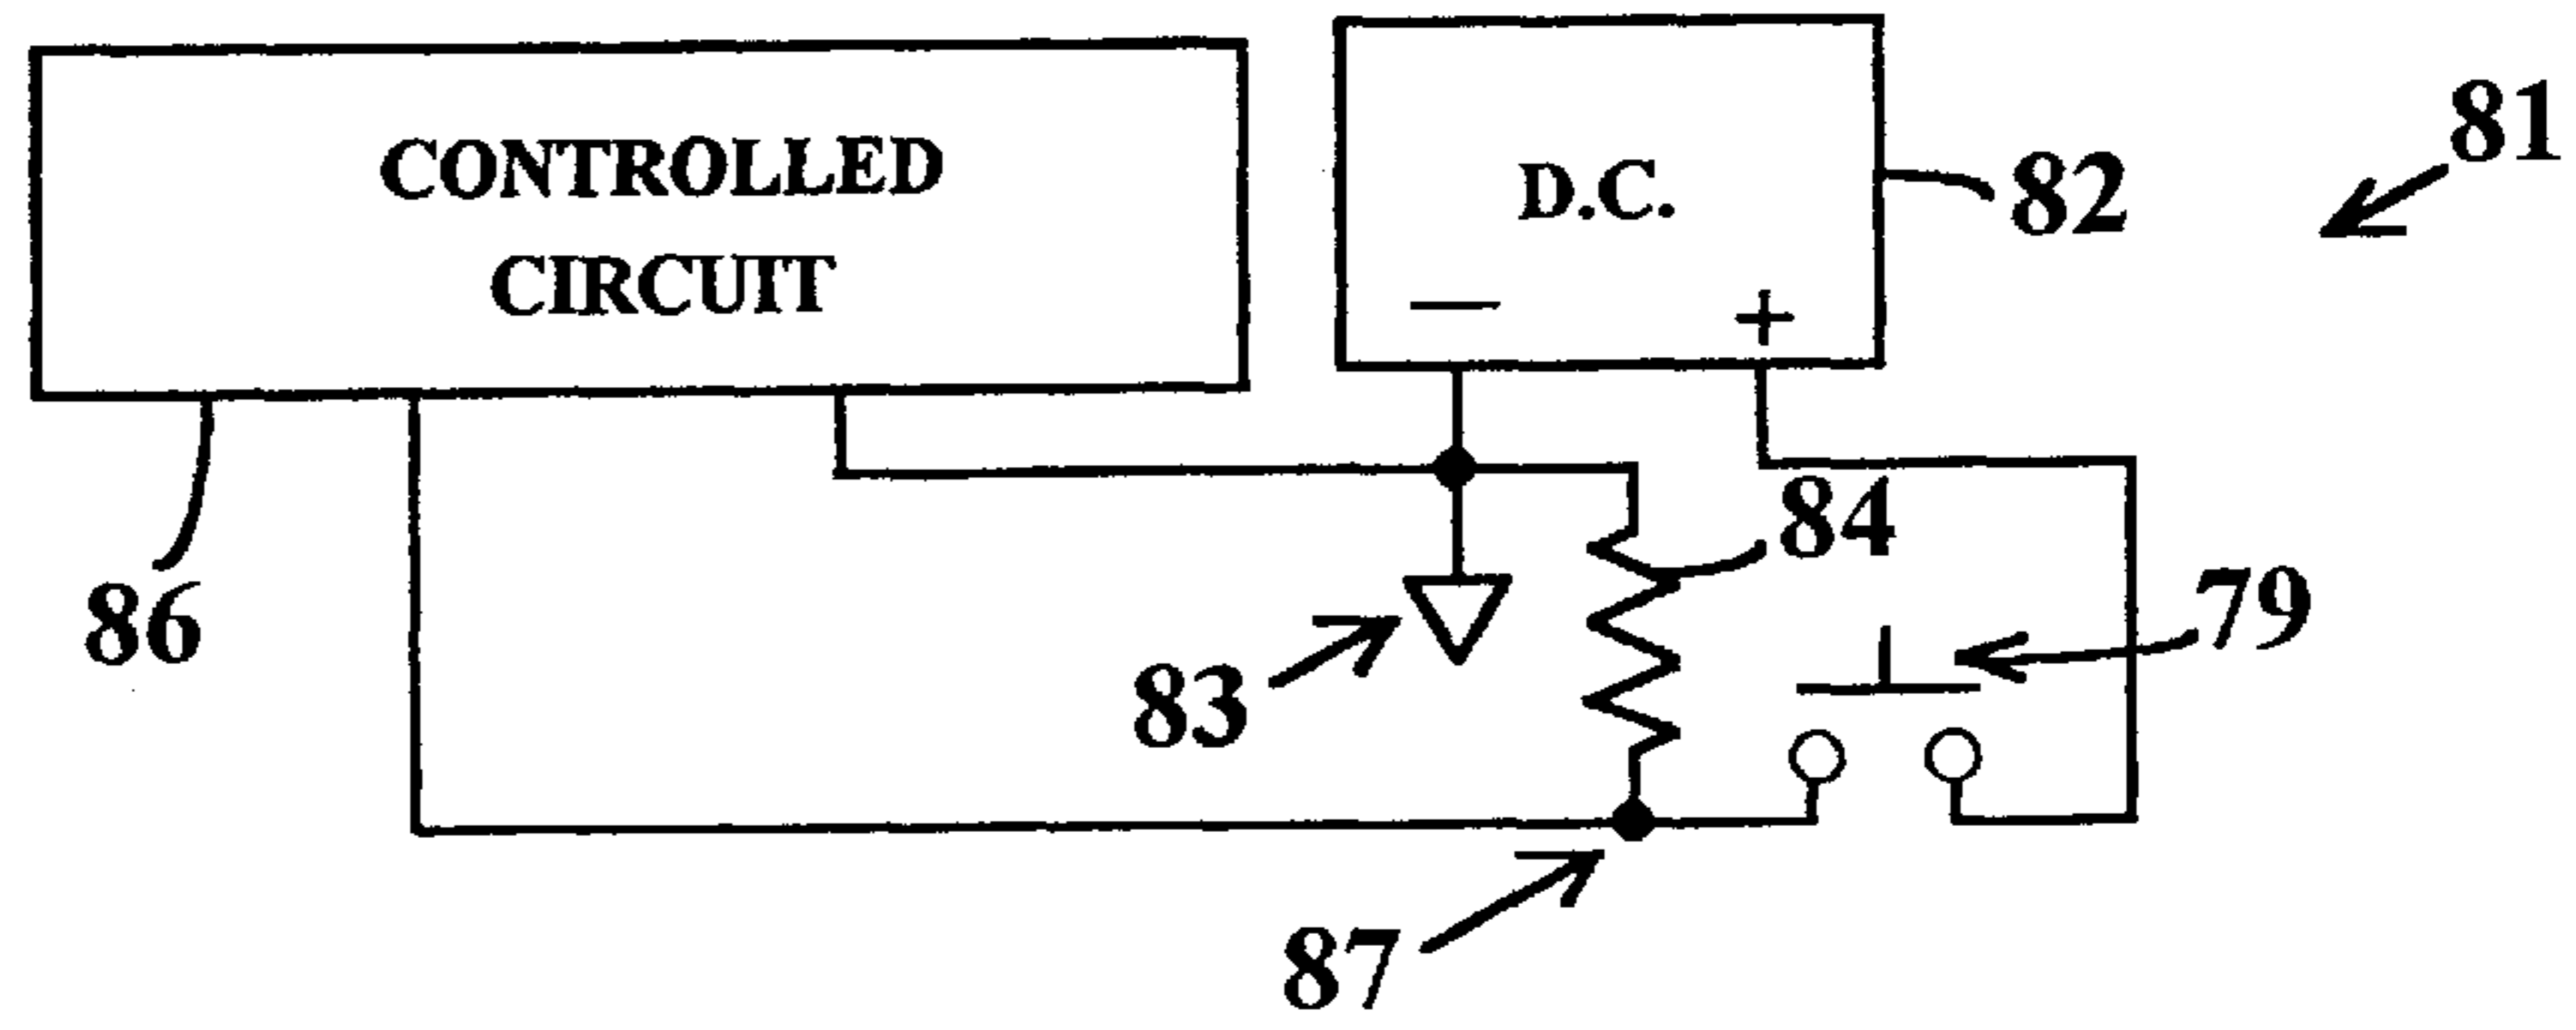 CONTROLLED
CIRCUIT
D.C.
— +
81
82
84
79
86
83
87